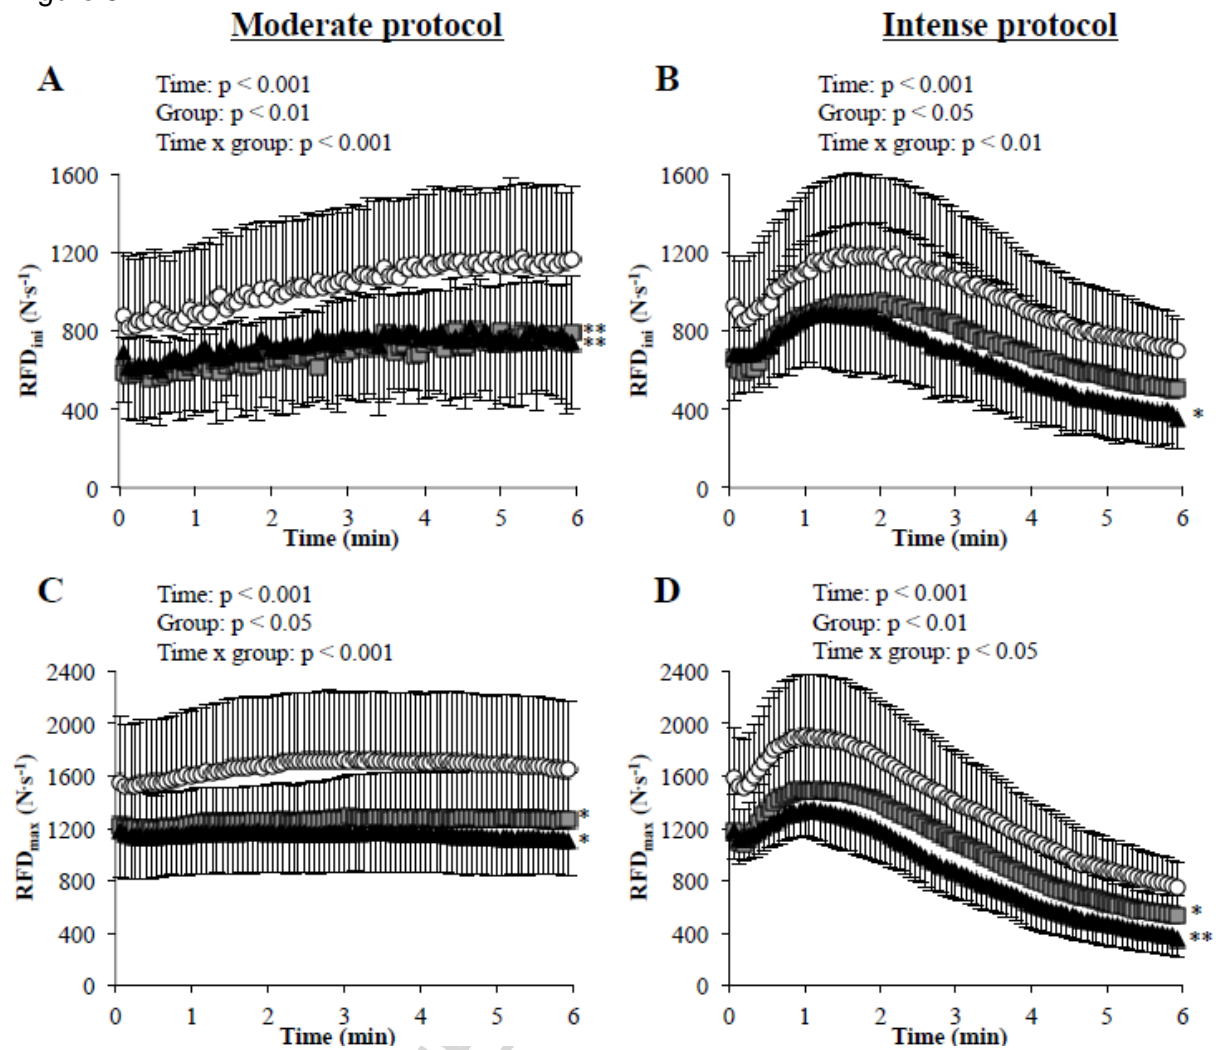 Moderate protocol
Intense protocol
A
Time: p < 0.001
Group: p < 0.01
Time x group: p < 0.001
1600
1200
800
400
0
RFDini (N·s-1)
**
**
0 1 2 3 4 5 6
Time (min)
B
Time: p < 0.001
Group: p < 0.05
Time x group: p < 0.01
1600
1200
800
400
0
RFDini (N·s-1)
*
0 1 2 3 4 5 6
Time (min)
C
Time: p < 0.001
Group: p < 0.05
Time x group: p < 0.001
2400
2000
1600
1200
800
400
0
RFDmax (N·s-1)
*
*
0 1 2 3 4 5 6
Time (min)
D
Time: p < 0.001
Group: p < 0.01
Time x group: p < 0.05
2400
2000
1600
1200
800
400
0
RFDmax (N·s-1)
*
**
0 1 2 3 4 5 6
Time (min)